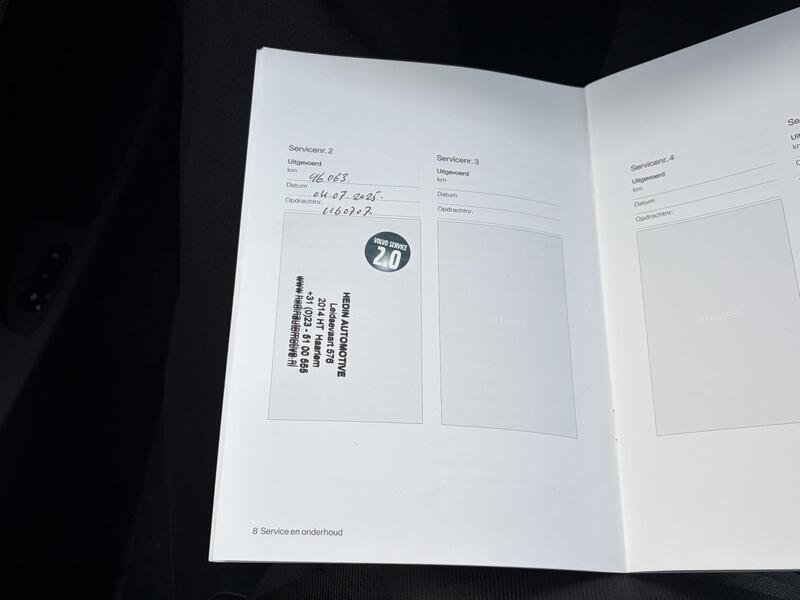 Servicenr. 2
Uitgevoerd
km 96.063.
Datum 04.07.2025.
Opdrachtnr.
VOLVO SERVICE
2.0
HEDIN AUTOMOTIVE
Leidsevaart 576
2014 HT Haarlem
+31 (0)23 - 51 00 555
www.hedinautomotive.nl
Servicenr. 3
Uitgevoerd
km
Datum
Opdrachtnr.
STEMPEL
8 Service en onderhoud
Servicenr. 4
Uitgevoerd
km
Datum
Opdrachtnr.
STEMPEL